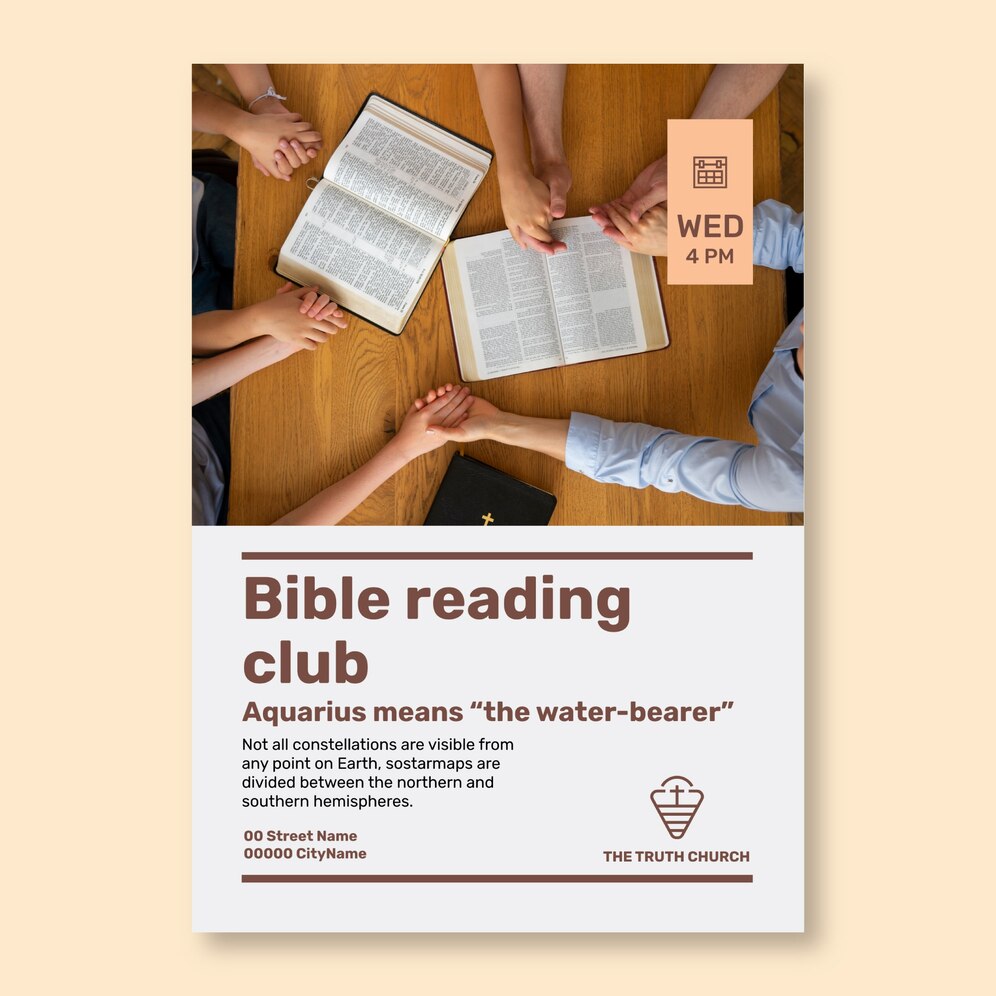 WED
4 PM
Bible reading
club
Aquarius means “the water-bearer”
Not all constellations are visible from
any point on Earth, sostarmaps are
divided between the northern and
southern hemispheres.
00 Street Name
00000 CityName
THE TRUTH CHURCH